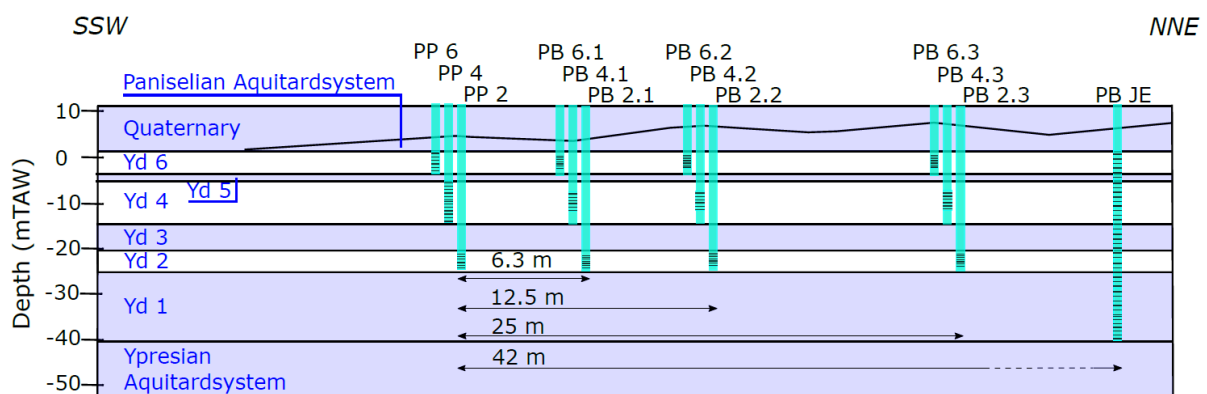 SSW
NNE
PP 6
PB 6.1
PB 6.2
PB 6.3
PP 4
PB 4.1
PB 4.2
PB 4.3
Paniselian Aquitardsystem
PP 2
PB 2.1
PB 2.2
PB 2.3
PB JE
Depth (mTAW)
10
0
-10
-20
-30
-40
-50
Quaternary
Yd 6
Yd 5
Yd 4
Yd 3
Yd 2
6.3 m
Yd 1
12.5 m
25 m
Ypresian
Aquitardsystem
42 m